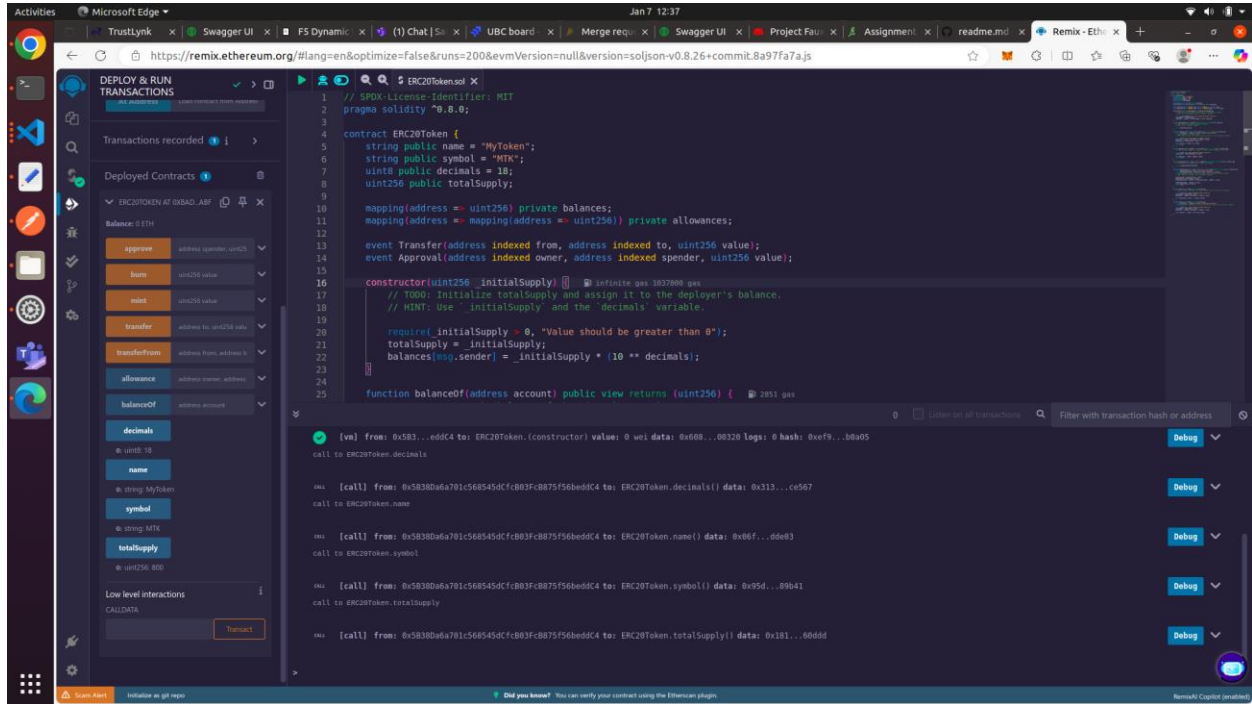 Activities
Microsoft Edge
Jan 7 12:37
TrustLynk
Swagger UI
F5 Dynamic
(1) Chat | Sa
UBC board
Merge requ
Swagger UI
Project Fau
Assignment
readme.md
Remix - Ethe
https://remix.ethereum.org/#lang=en&optimize=false&runs=200&evmVersion=null&version=soljson-v0.8.26+commit.8a97fa7a.js
DEPLOY & RUN
TRANSACTIONS
At Address
Load contract from Address
Transactions recorded 1 i
Deployed Contracts 1
ERC20TOKEN AT 0XBAD...ABF
Balance: 0 ETH
approve address spender, uint25
burn uint256 value
mint uint256 value
transfer address to, uint256 valu
transferFrom address from, address t
allowance address owner, address
balanceOf address account
decimals
0: uint8: 18
name
0: string: MyToken
symbol
0: string: MTK
totalSupply
0: uint256: 800
Low level interactions i
CALLDATA
Transact
ERC20Token.sol
1 // SPDX-License-Identifier: MIT
2 pragma solidity ^0.8.0;
3
4 contract ERC20Token {
5 string public name = "MyToken";
6 string public symbol = "MTK";
7 uint8 public decimals = 18;
8 uint256 public totalSupply;
9
10 mapping(address => uint256) private balances;
11 mapping(address => mapping(address => uint256)) private allowances;
12
13 event Transfer(address indexed from, address indexed to, uint256 value);
14 event Approval(address indexed owner, address indexed spender, uint256 value);
15
16 constructor(uint256 _initialSupply) { infinite gas 1037000 gas
17 // TODO: Initialize totalSupply and assign it to the deployer's balance.
18 // HINT: Use `_initialSupply` and the `decimals` variable.
19
20 require(_initialSupply > 0, "Value should be greater than 0");
21 totalSupply = _initialSupply;
22 balances[msg.sender] = _initialSupply * (10 ** decimals);
23 }
24
25 function balanceOf(address account) public view returns (uint256) { 2851 gas
0 Listen on all transactions Filter with transaction hash or address
[vm] from: 0x5B3...eddC4 to: ERC20Token.(constructor) value: 0 wei data: 0x608...00320 logs: 0 hash: 0xef9...b0a05 Debug
call to ERC20Token.decimals
CALL [call] from: 0x5B38Da6a701c568545dCfcB03FcB875f56beddC4 to: ERC20Token.decimals() data: 0x313...ce567 Debug
call to ERC20Token.name
CALL [call] from: 0x5B38Da6a701c568545dCfcB03FcB875f56beddC4 to: ERC20Token.name() data: 0x06f...dde03 Debug
call to ERC20Token.symbol
CALL [call] from: 0x5B38Da6a701c568545dCfcB03FcB875f56beddC4 to: ERC20Token.symbol() data: 0x95d...89b41 Debug
call to ERC20Token.totalSupply
CALL [call] from: 0x5B38Da6a701c568545dCfcB03FcB875f56beddC4 to: ERC20Token.totalSupply() data: 0x181...60ddd Debug
>
Scam Alert
Initialize as git repo
Did you know? You can verify your contract using the Etherscan plugin.
RemixAI Copilot (enabled)